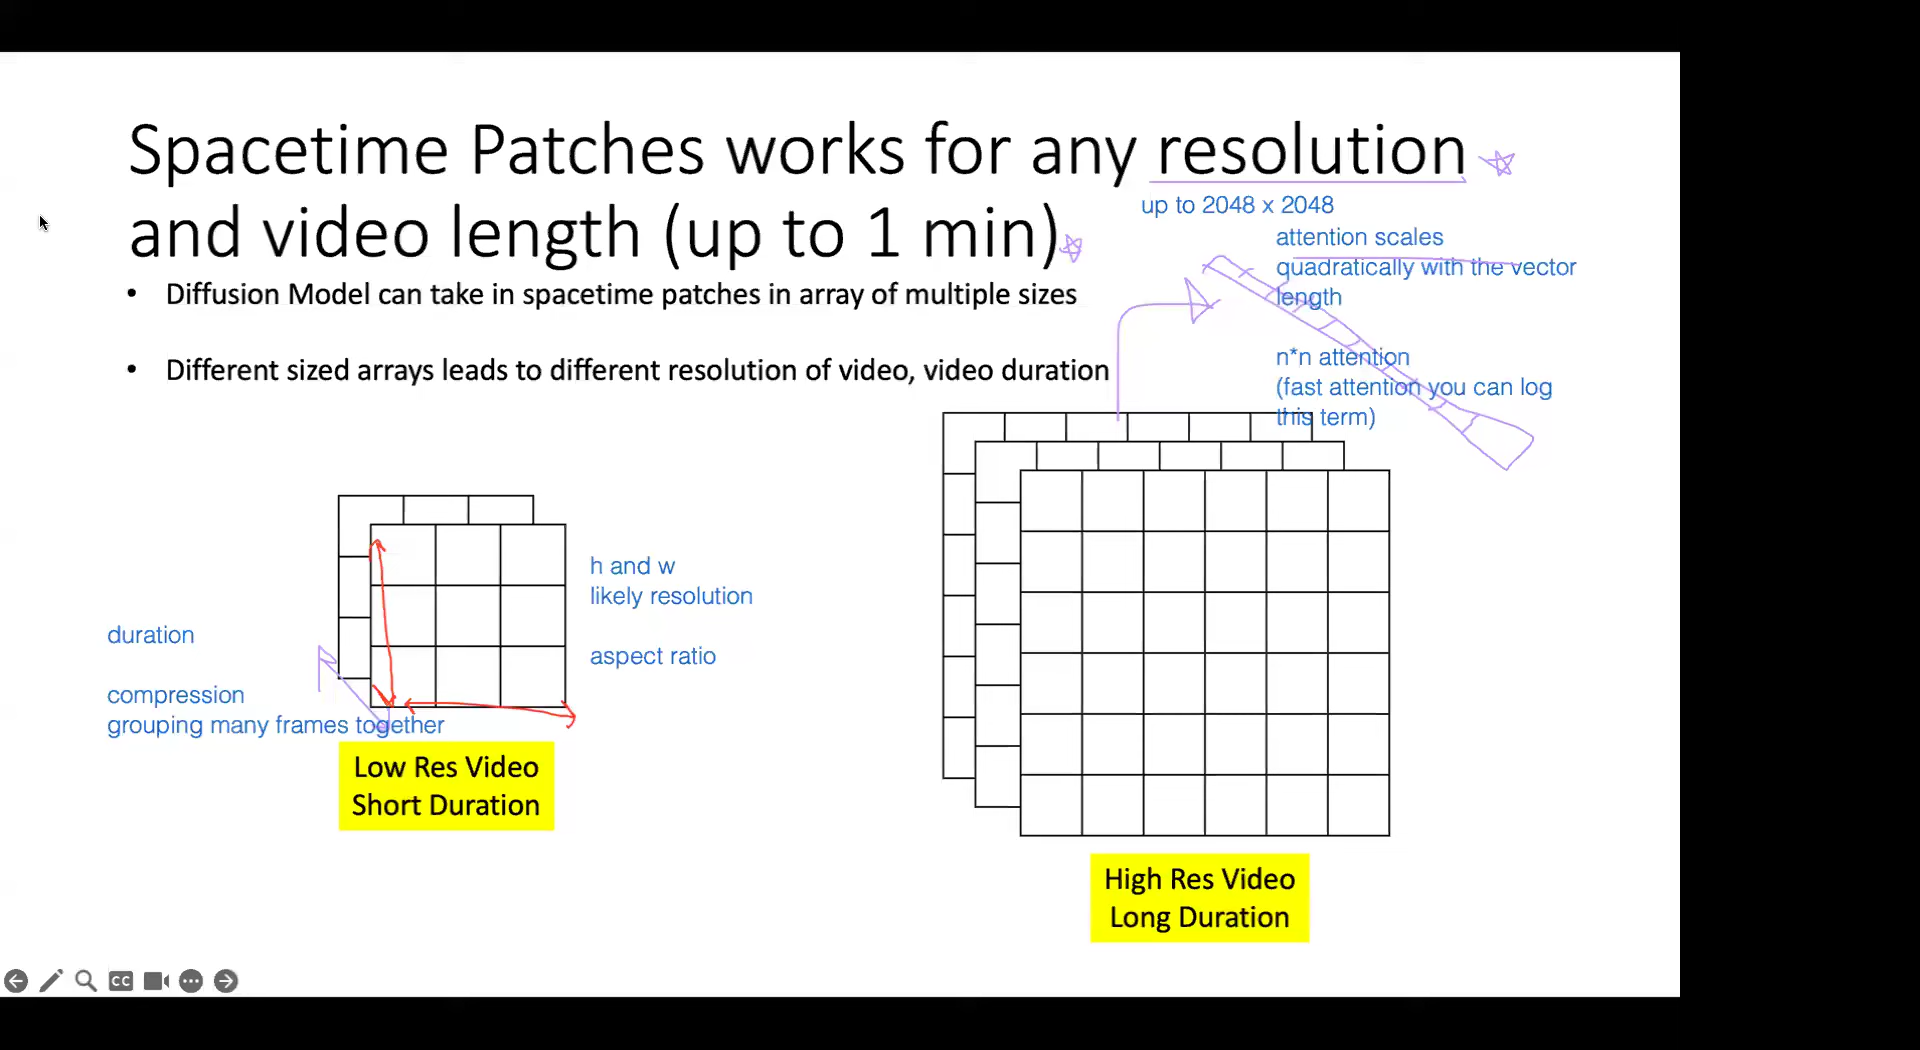 Spacetime Patches works for any resolution
up to 2048 x 2048
and video length (up to 1 min)
attention scales
quadratically with the vector
length
• Diffusion Model can take in spacetime patches in array of multiple sizes
• Different sized arrays leads to different resolution of video, video duration
n*n attention
(fast attention you can log
this term)
h and w
likely resolution
aspect ratio
duration
compression
grouping many frames together
Low Res Video
Short Duration
High Res Video
Long Duration
CC